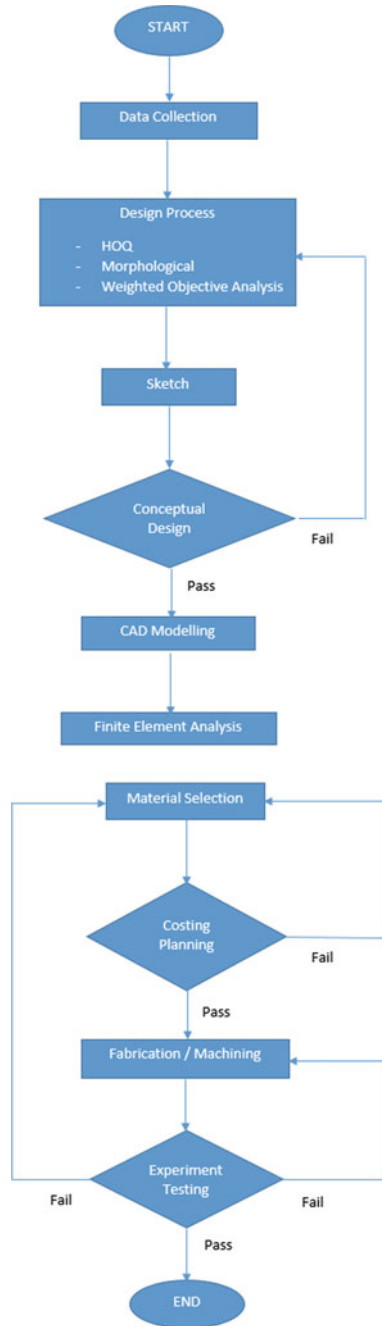 START
Data Collection
Design Process
- HOQ
- Morphological
- Weighted Objective Analysis
Sketch
Conceptual
Design
Fail
Pass
CAD Modelling
Finite Element Analysis
Material Selection
Costing
Planning
Fail
Pass
Fabrication / Machining
Experiment
Testing
Fail
Fail
Pass
END